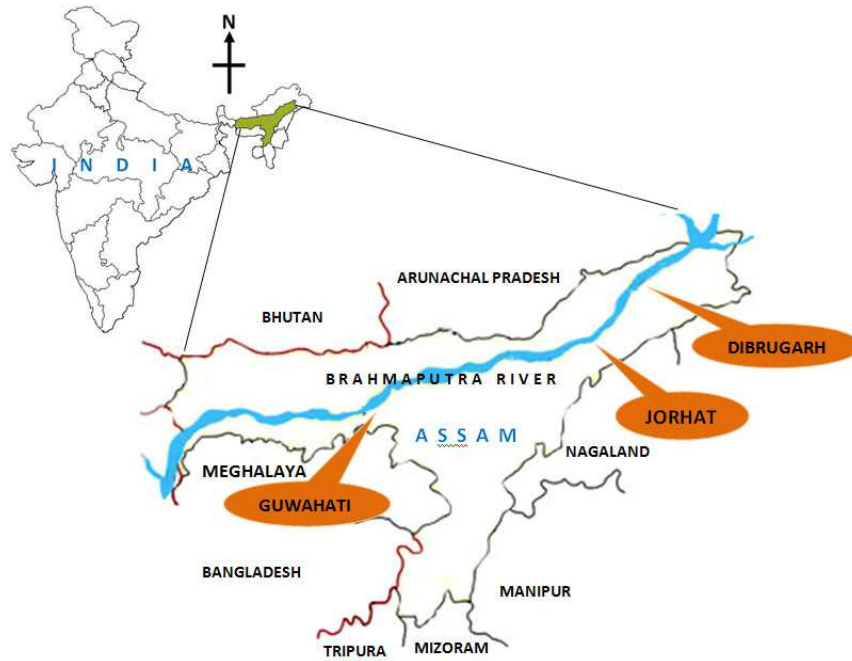 N
I N D I A
ARUNACHAL PRADESH
BHUTAN
DIBRUGARH
BRAHMAPUTRA RIVER
JORHAT
A S S A M
NAGALAND
MEGHALAYA
GUWAHATI
BANGLADESH
MANIPUR
TRIPURA
MIZORAM